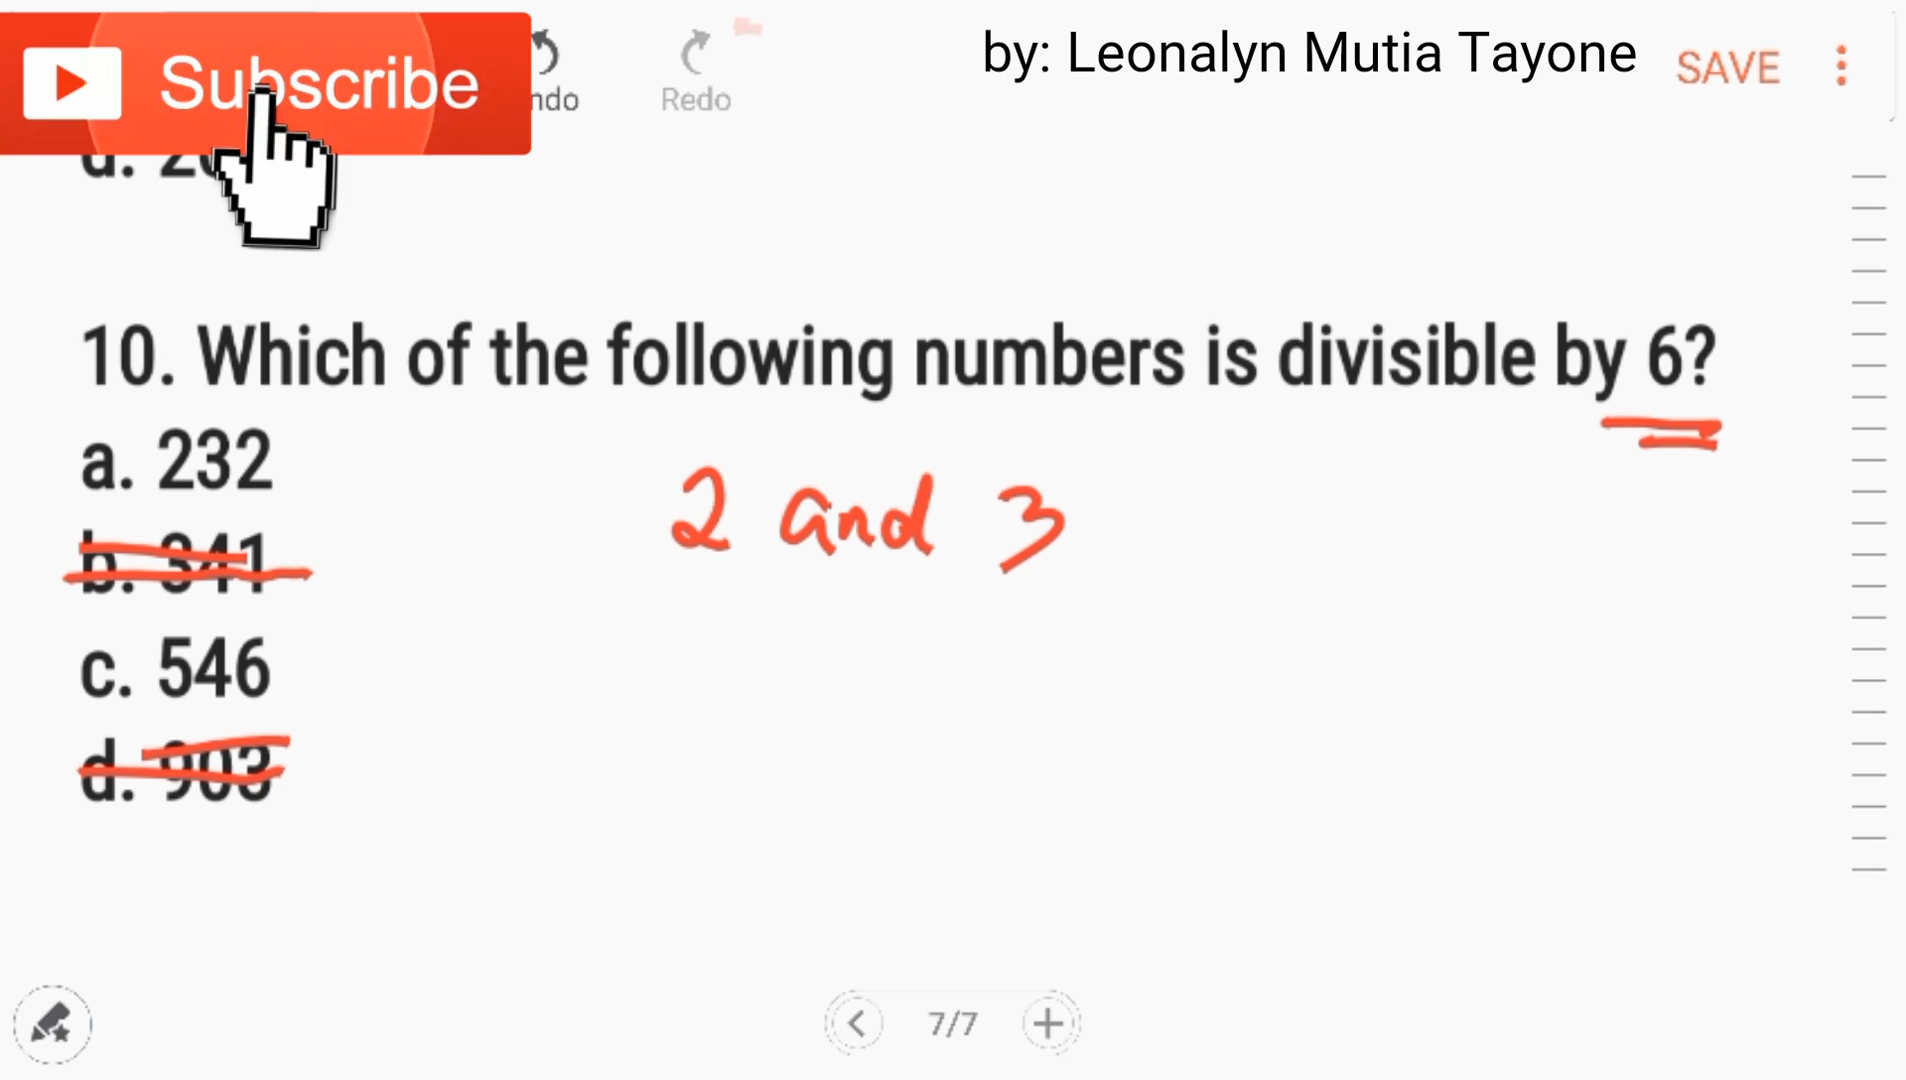 Subscribe
ndo
Redo
by: Leonalyn Mutia Tayone
SAVE
10. Which of the following numbers is divisible by 6?
a. 232
2 and 3
b. 341
c. 546
d. 903
7/7